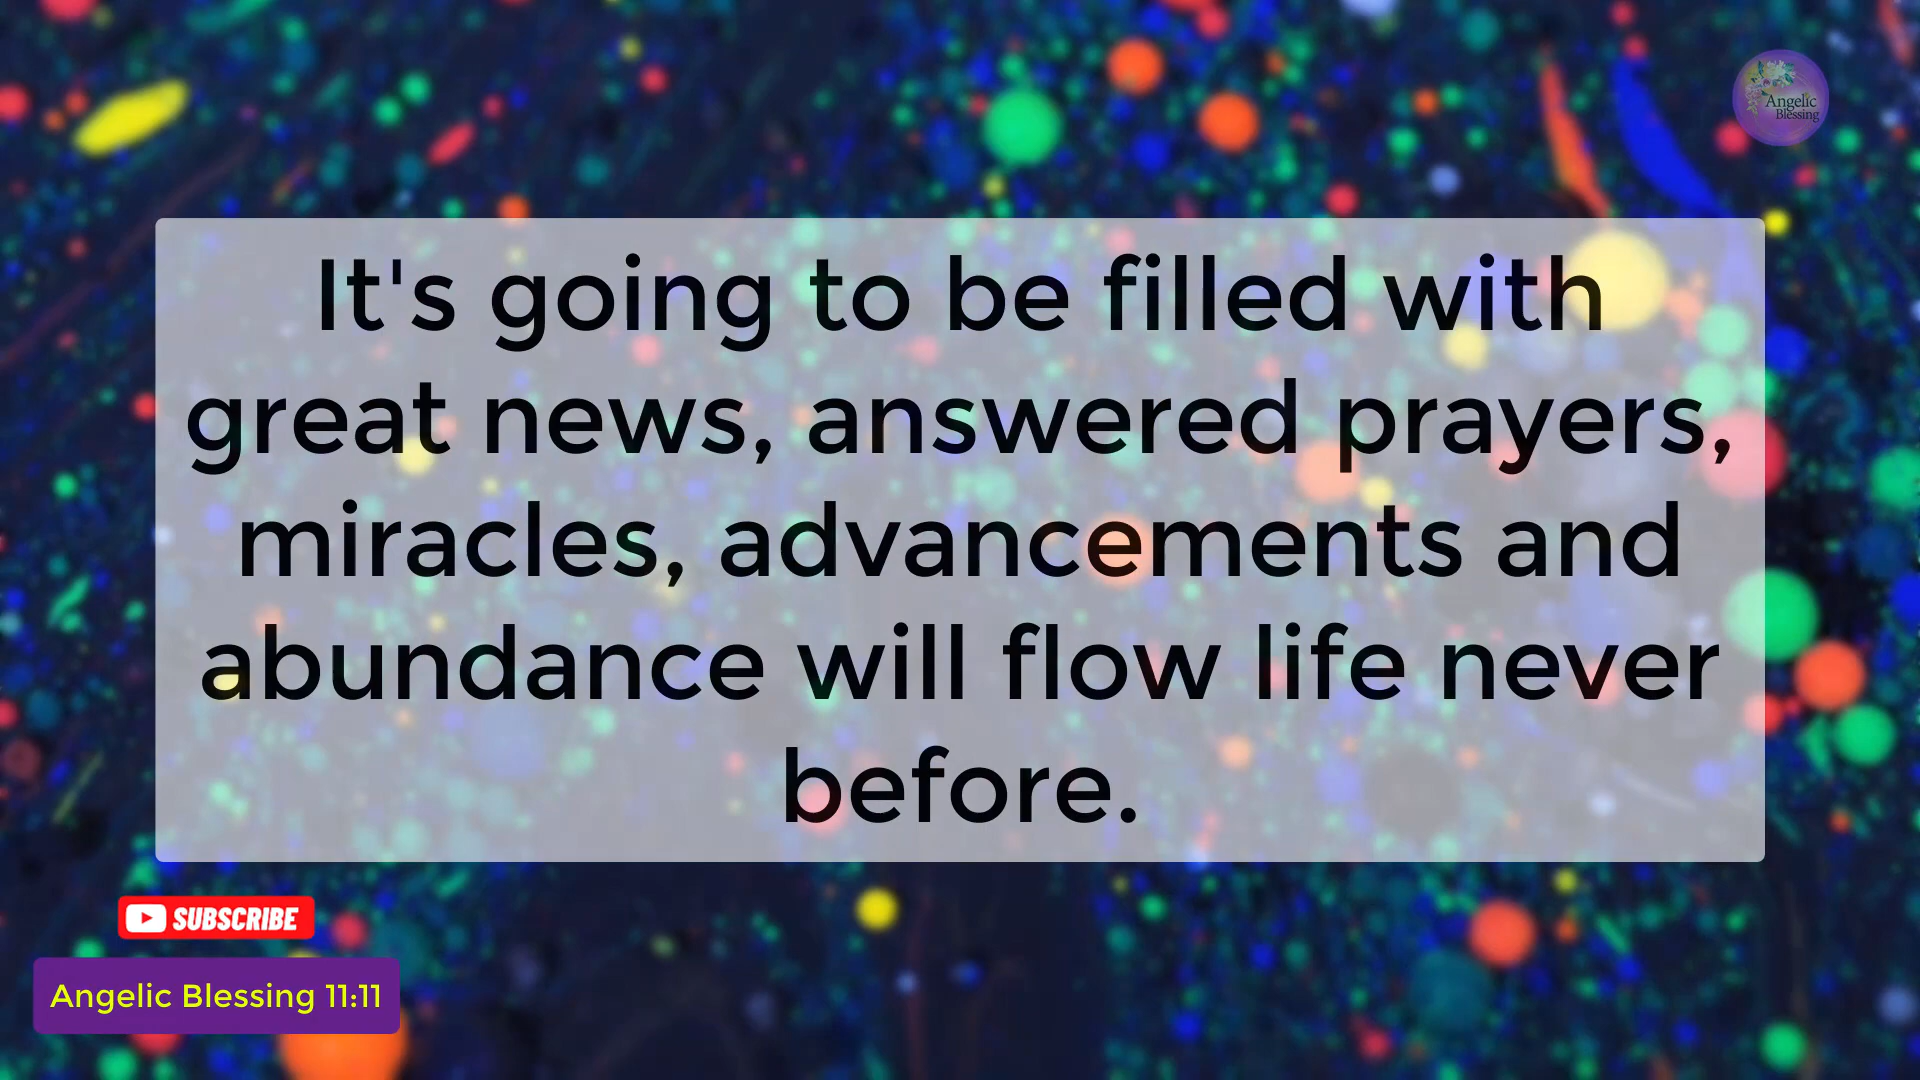 Angelic
Blessing
It's going to be filled with
great news, answered prayers,
miracles, advancements and
abundance will flow life never
before.
SUBSCRIBE
Angelic Blessing 11:11